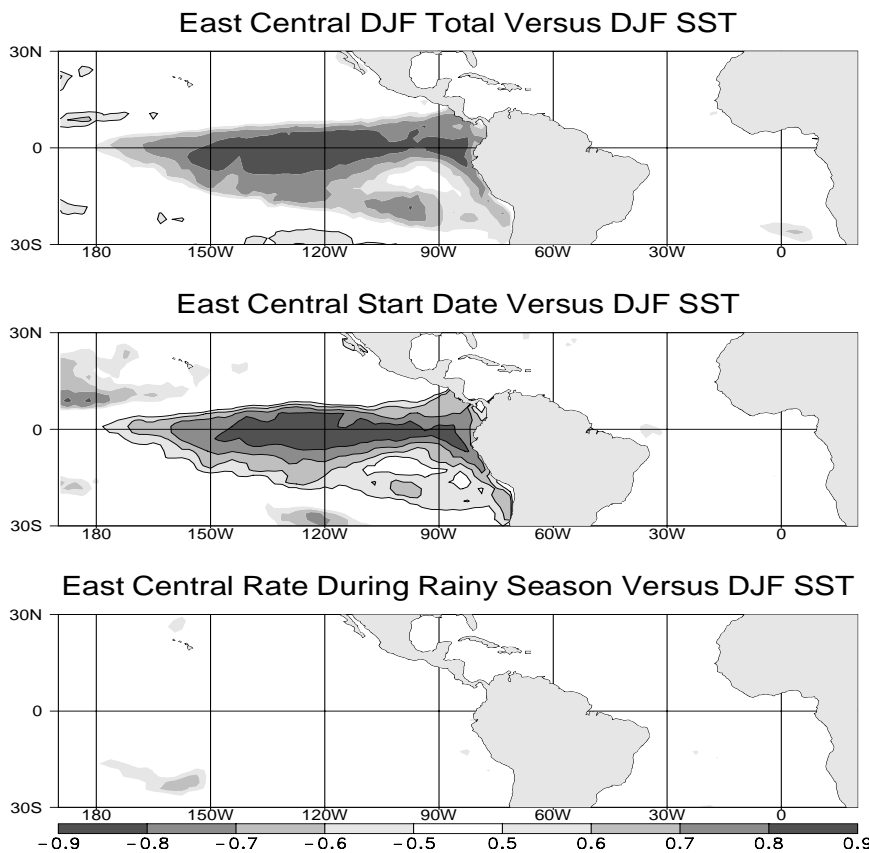 East Central DJF Total Versus DJF SST
30N
0
30S
180 150W 120W 90W 60W 30W 0
East Central Start Date Versus DJF SST
30N
0
30S
180 150W 120W 90W 60W 30W 0
East Central Rate During Rainy Season Versus DJF SST
30N
0
30S
180 150W 120W 90W 60W 30W 0
-0.9 -0.8 -0.7 -0.6 -0.5 0.5 0.6 0.7 0.8 0.9